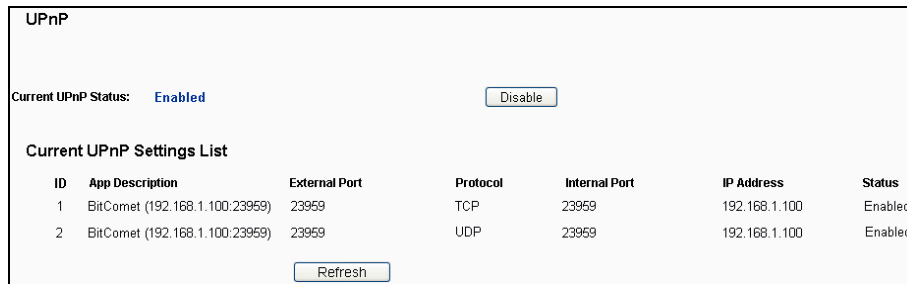 UPnP
Current UPnP Status: Enabled Disable
Current UPnP Settings List
ID App Description External Port Protocol Internal Port IP Address Status
1 BitComet (192.168.1.100:23959) 23959 TCP 23959 192.168.1.100 Enabled
2 BitComet (192.168.1.100:23959) 23959 UDP 23959 192.168.1.100 Enabled
Refresh